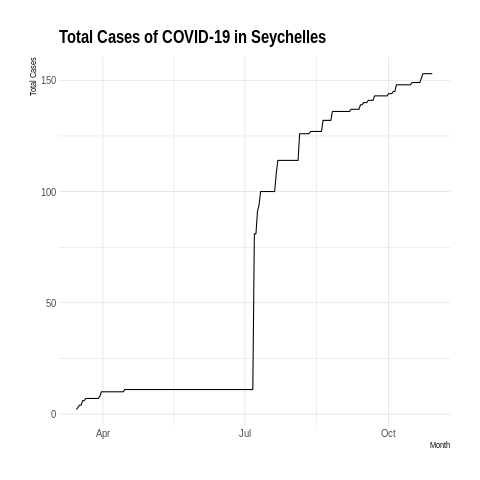 Total Cases of COVID-19 in Seychelles
Total Cases
150
100
50
0
Apr Jul Oct
Month